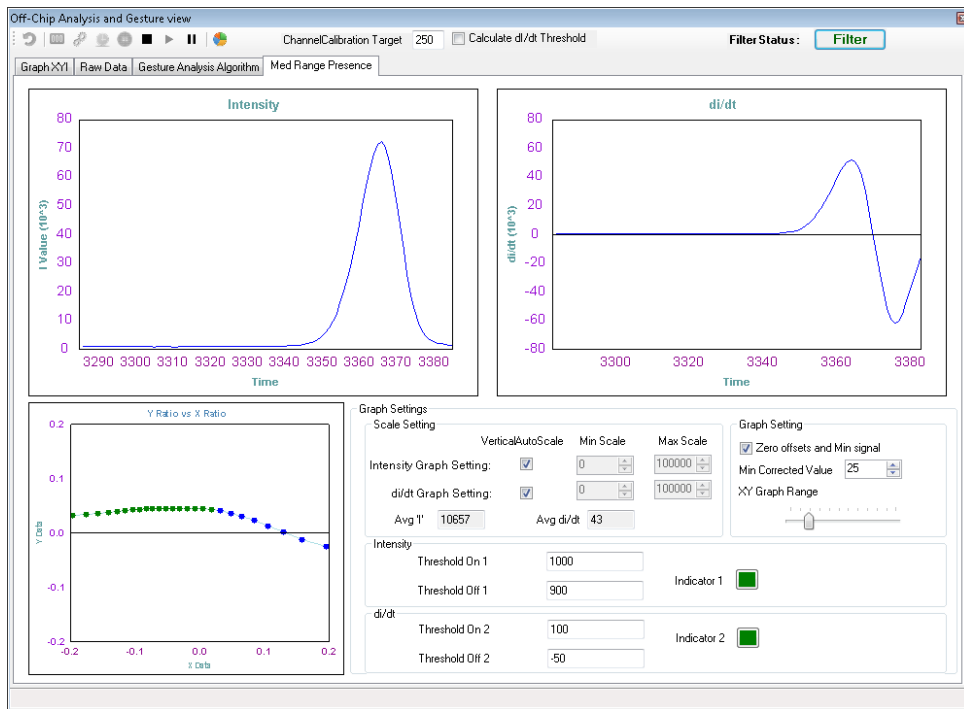 Off-Chip Analysis and Gesture view
ChannelCalibration Target 250 Calculate dI/dt Threshold Filter Status : Filter
Graph XYI Raw Data Gesture Analysis Algorithm Med Range Presence
Intensity
80
70
60
50
40
30
20
10
0
I Value (10^3)
3290 3300 3310 3320 3330 3340 3350 3360 3370 3380
Time
di/dt
80
60
40
20
0
-20
-40
-60
-80
di/dt (10^3)
3300 3320 3340 3360 3380
Time
Y Ratio vs X Ratio
0.2
0.1
0.0
-0.1
-0.2
Y Data
-0.2 -0.1 0.0 0.1 0.2
X Data
Graph Settings
Scale Setting
VerticalAutoScale Min Scale Max Scale
Intensity Graph Setting: 0 100000
di/dt Graph Setting: 0 100000
Avg 'I' 10657 Avg di/dt 43
Graph Setting
Zero offsets and Min signal
Min Corrected Value 25
XY Graph Range
Intensity
Threshold On 1 1000
Threshold Off 1 900
Indicator 1
di/dt
Threshold On 2 100
Threshold Off 2 -50
Indicator 2